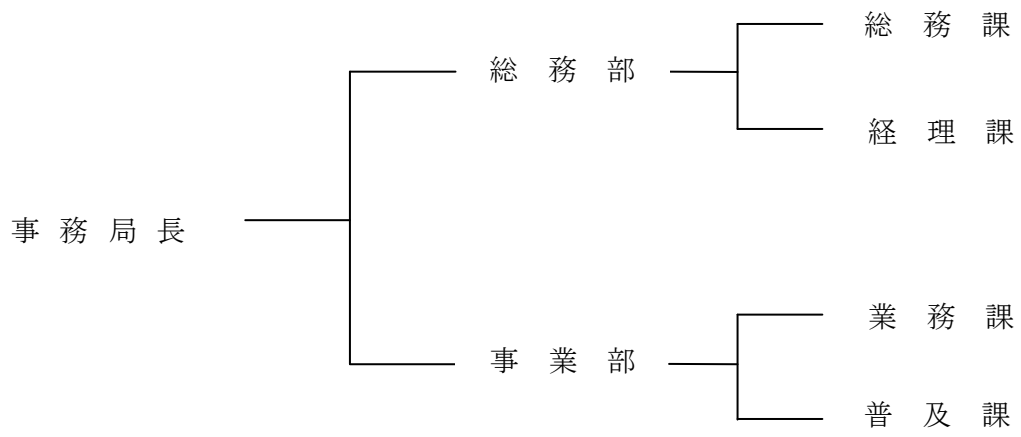 総務課
総務部
経理課
事務局長
業務課
事業部
普及課